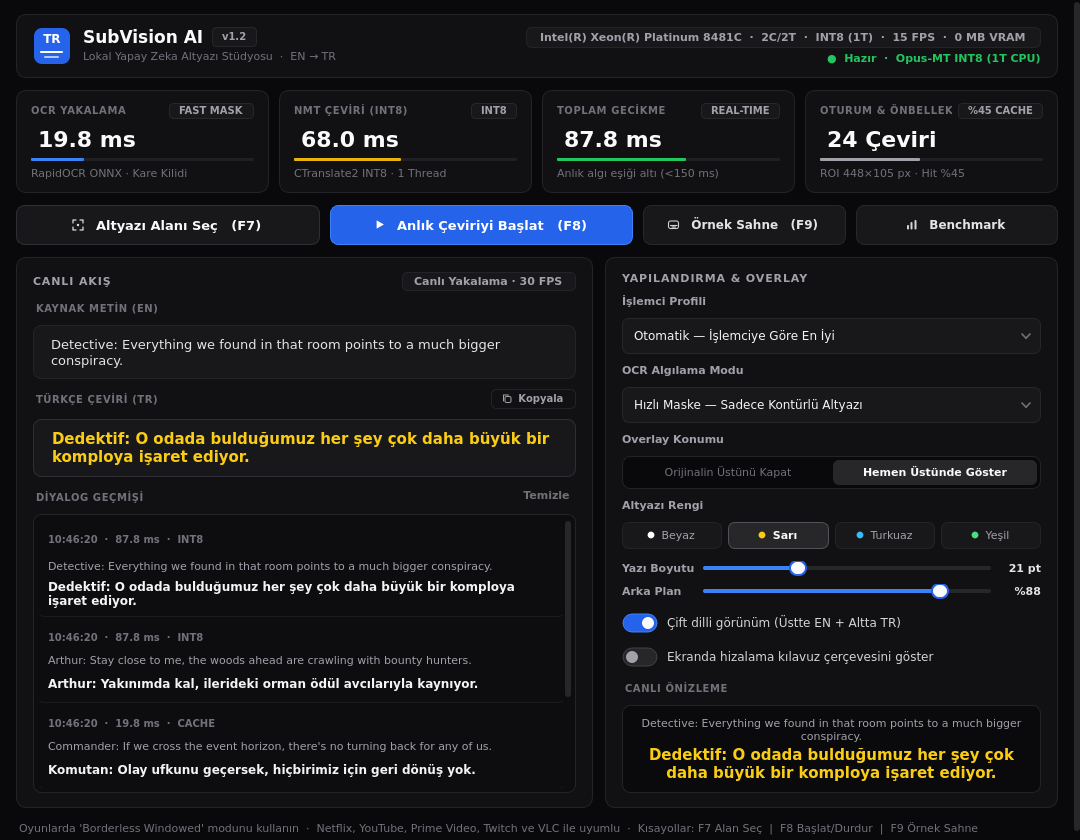 TR
SubVision AI v1.2
Lokal Yapay Zeka Altyazı Stüdyosu · EN → TR
Intel(R) Xeon(R) Platinum 8481C · 2C/2T · INT8 (1T) · 15 FPS · 0 MB VRAM
● Hazır · Opus-MT INT8 (1T CPU)
OCR YAKALAMA FAST MASK
19.8 ms
RapidOCR ONNX · Kare Kilidi
NMT ÇEVİRİ (INT8) INT8
68.0 ms
CTranslate2 INT8 · 1 Thread
TOPLAM GECİKME REAL-TIME
87.8 ms
Anlık algı eşiği altı (<150 ms)
OTURUM & ÖNBELLEK %45 CACHE
24 Çeviri
ROI 448×105 px · Hit %45
Altyazı Alanı Seç (F7)
Anlık Çeviriyi Başlat (F8)
Örnek Sahne (F9)
Benchmark
CANLI AKIŞ
Canlı Yakalama · 30 FPS
KAYNAK METİN (EN)
Detective: Everything we found in that room points to a much bigger
conspiracy.
TÜRKÇE ÇEVİRİ (TR)
Kopyala
Dedektif: O odada bulduğumuz her şey çok daha büyük bir
komploya işaret ediyor.
DİYALOG GEÇMİŞİ
Temizle
10:46:20 · 87.8 ms · INT8
Detective: Everything we found in that room points to a much bigger conspiracy.
Dedektif: O odada bulduğumuz her şey çok daha büyük bir komploya
işaret ediyor.
10:46:20 · 87.8 ms · INT8
Arthur: Stay close to me, the woods ahead are crawling with bounty hunters.
Arthur: Yakınımda kal, ilerideki orman ödül avcılarıyla kaynıyor.
10:46:20 · 19.8 ms · CACHE
Commander: If we cross the event horizon, there's no turning back for any of us.
Komutan: Olay ufkunu geçersek, hiçbirimiz için geri dönüş yok.
YAPILANDIRMA & OVERLAY
İşlemci Profili
Otomatik — İşlemciye Göre En İyi
OCR Algılama Modu
Hızlı Maske — Sadece Kontürlü Altyazı
Overlay Konumu
Orijinalin Üstünü Kapat
Hemen Üstünde Göster
Altyazı Rengi
● Beyaz
● Sarı
● Turkuaz
● Yeşil
Yazı Boyutu 21 pt
Arka Plan %88
Çift dilli görünüm (Üstte EN + Altta TR)
Ekranda hizalama kılavuz çerçevesini göster
CANLI ÖNİZLEME
Detective: Everything we found in that room points to a much bigger
conspiracy.
Dedektif: O odada bulduğumuz her şey çok
daha büyük bir komploya işaret ediyor.
Oyunlarda 'Borderless Windowed' modunu kullanın · Netflix, YouTube, Prime Video, Twitch ve VLC ile uyumlu · Kısayollar: F7 Alan Seç | F8 Başlat/Durdur | F9 Örnek Sahne